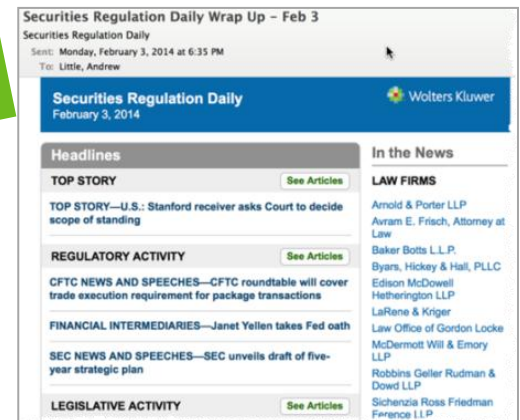 Securities Regulation Daily Wrap Up – Feb 3
Securities Regulation Daily
Sent: Monday, February 3, 2014 at 6:35 PM
To: Little, Andrew
Securities Regulation Daily
February 3, 2014
Wolters Kluwer
Headlines
TOP STORY See Articles
TOP STORY—U.S.: Stanford receiver asks Court to decide
scope of standing
REGULATORY ACTIVITY See Articles
CFTC NEWS AND SPEECHES—CFTC roundtable will cover
trade execution requirement for package transactions
FINANCIAL INTERMEDIARIES—Janet Yellen takes Fed oath
SEC NEWS AND SPEECHES—SEC unveils draft of five-
year strategic plan
LEGISLATIVE ACTIVITY See Articles
In the News
LAW FIRMS
Arnold & Porter LLP
Avram E. Frisch, Attorney at
Law
Baker Botts L.L.P.
Byars, Hickey & Hall, PLLC
Edison McDowell
Hetherington LLP
LaRene & Kriger
Law Office of Gordon Locke
McDermott Will & Emory
LLP
Robbins Geller Rudman &
Dowd LLP
Sichenzia Ross Friedman
Ference LLP